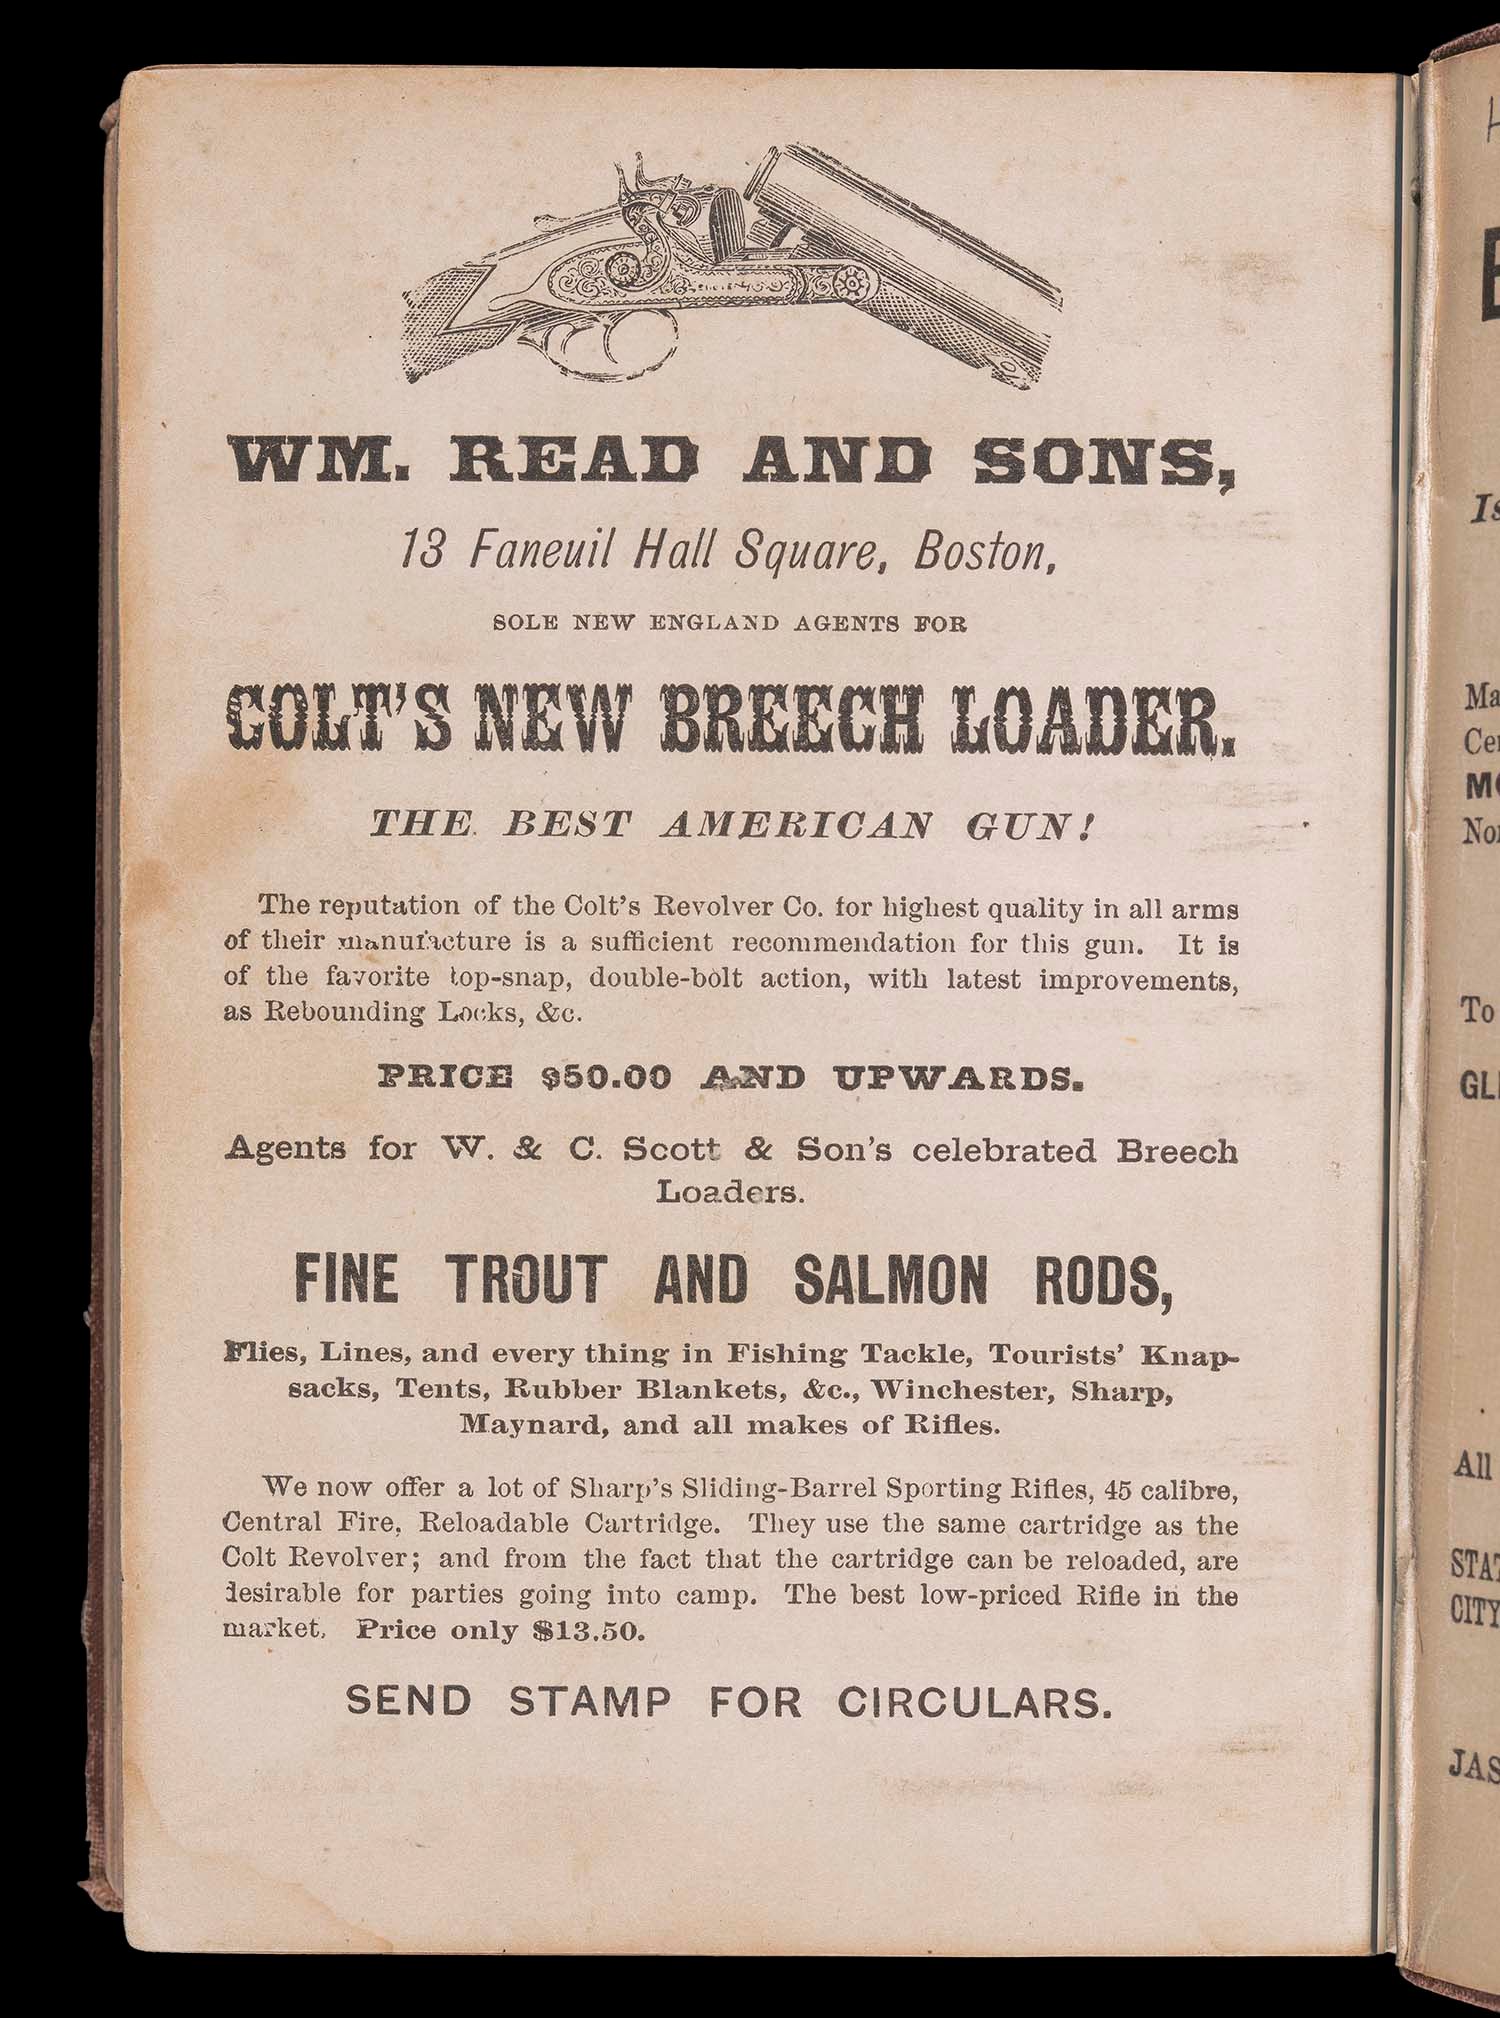 WM. READ AND SONS,
13 Faneuil Hall Square, Boston,
SOLE NEW ENGLAND AGENTS FOR
COLT'S NEW BREECH LOADER.
THE BEST AMERICAN GUN!
The reputation of the Colt's Revolver Co. for highest quality in all arms
of their manufacture is a sufficient recommendation for this gun. It is
of the favorite top-snap, double-bolt action, with latest improvements,
as Rebounding Locks, &c.
PRICE $50.00 AND UPWARDS.
Agents for W. & C. Scott & Son's celebrated Breech
Loaders.
FINE TROUT AND SALMON RODS,
Flies, Lines, and every thing in Fishing Tackle, Tourists' Knap-
sacks, Tents, Rubber Blankets, &c., Winchester, Sharp,
Maynard, and all makes of Rifles.
We now offer a lot of Sharp's Sliding-Barrel Sporting Rifles, 45 calibre,
Central Fire, Reloadable Cartridge. They use the same cartridge as the
Colt Revolver; and from the fact that the cartridge can be reloaded, are
desirable for parties going into camp. The best low-priced Rifle in the
market. Price only $13.50.
SEND STAMP FOR CIRCULARS.
To
All
JAS